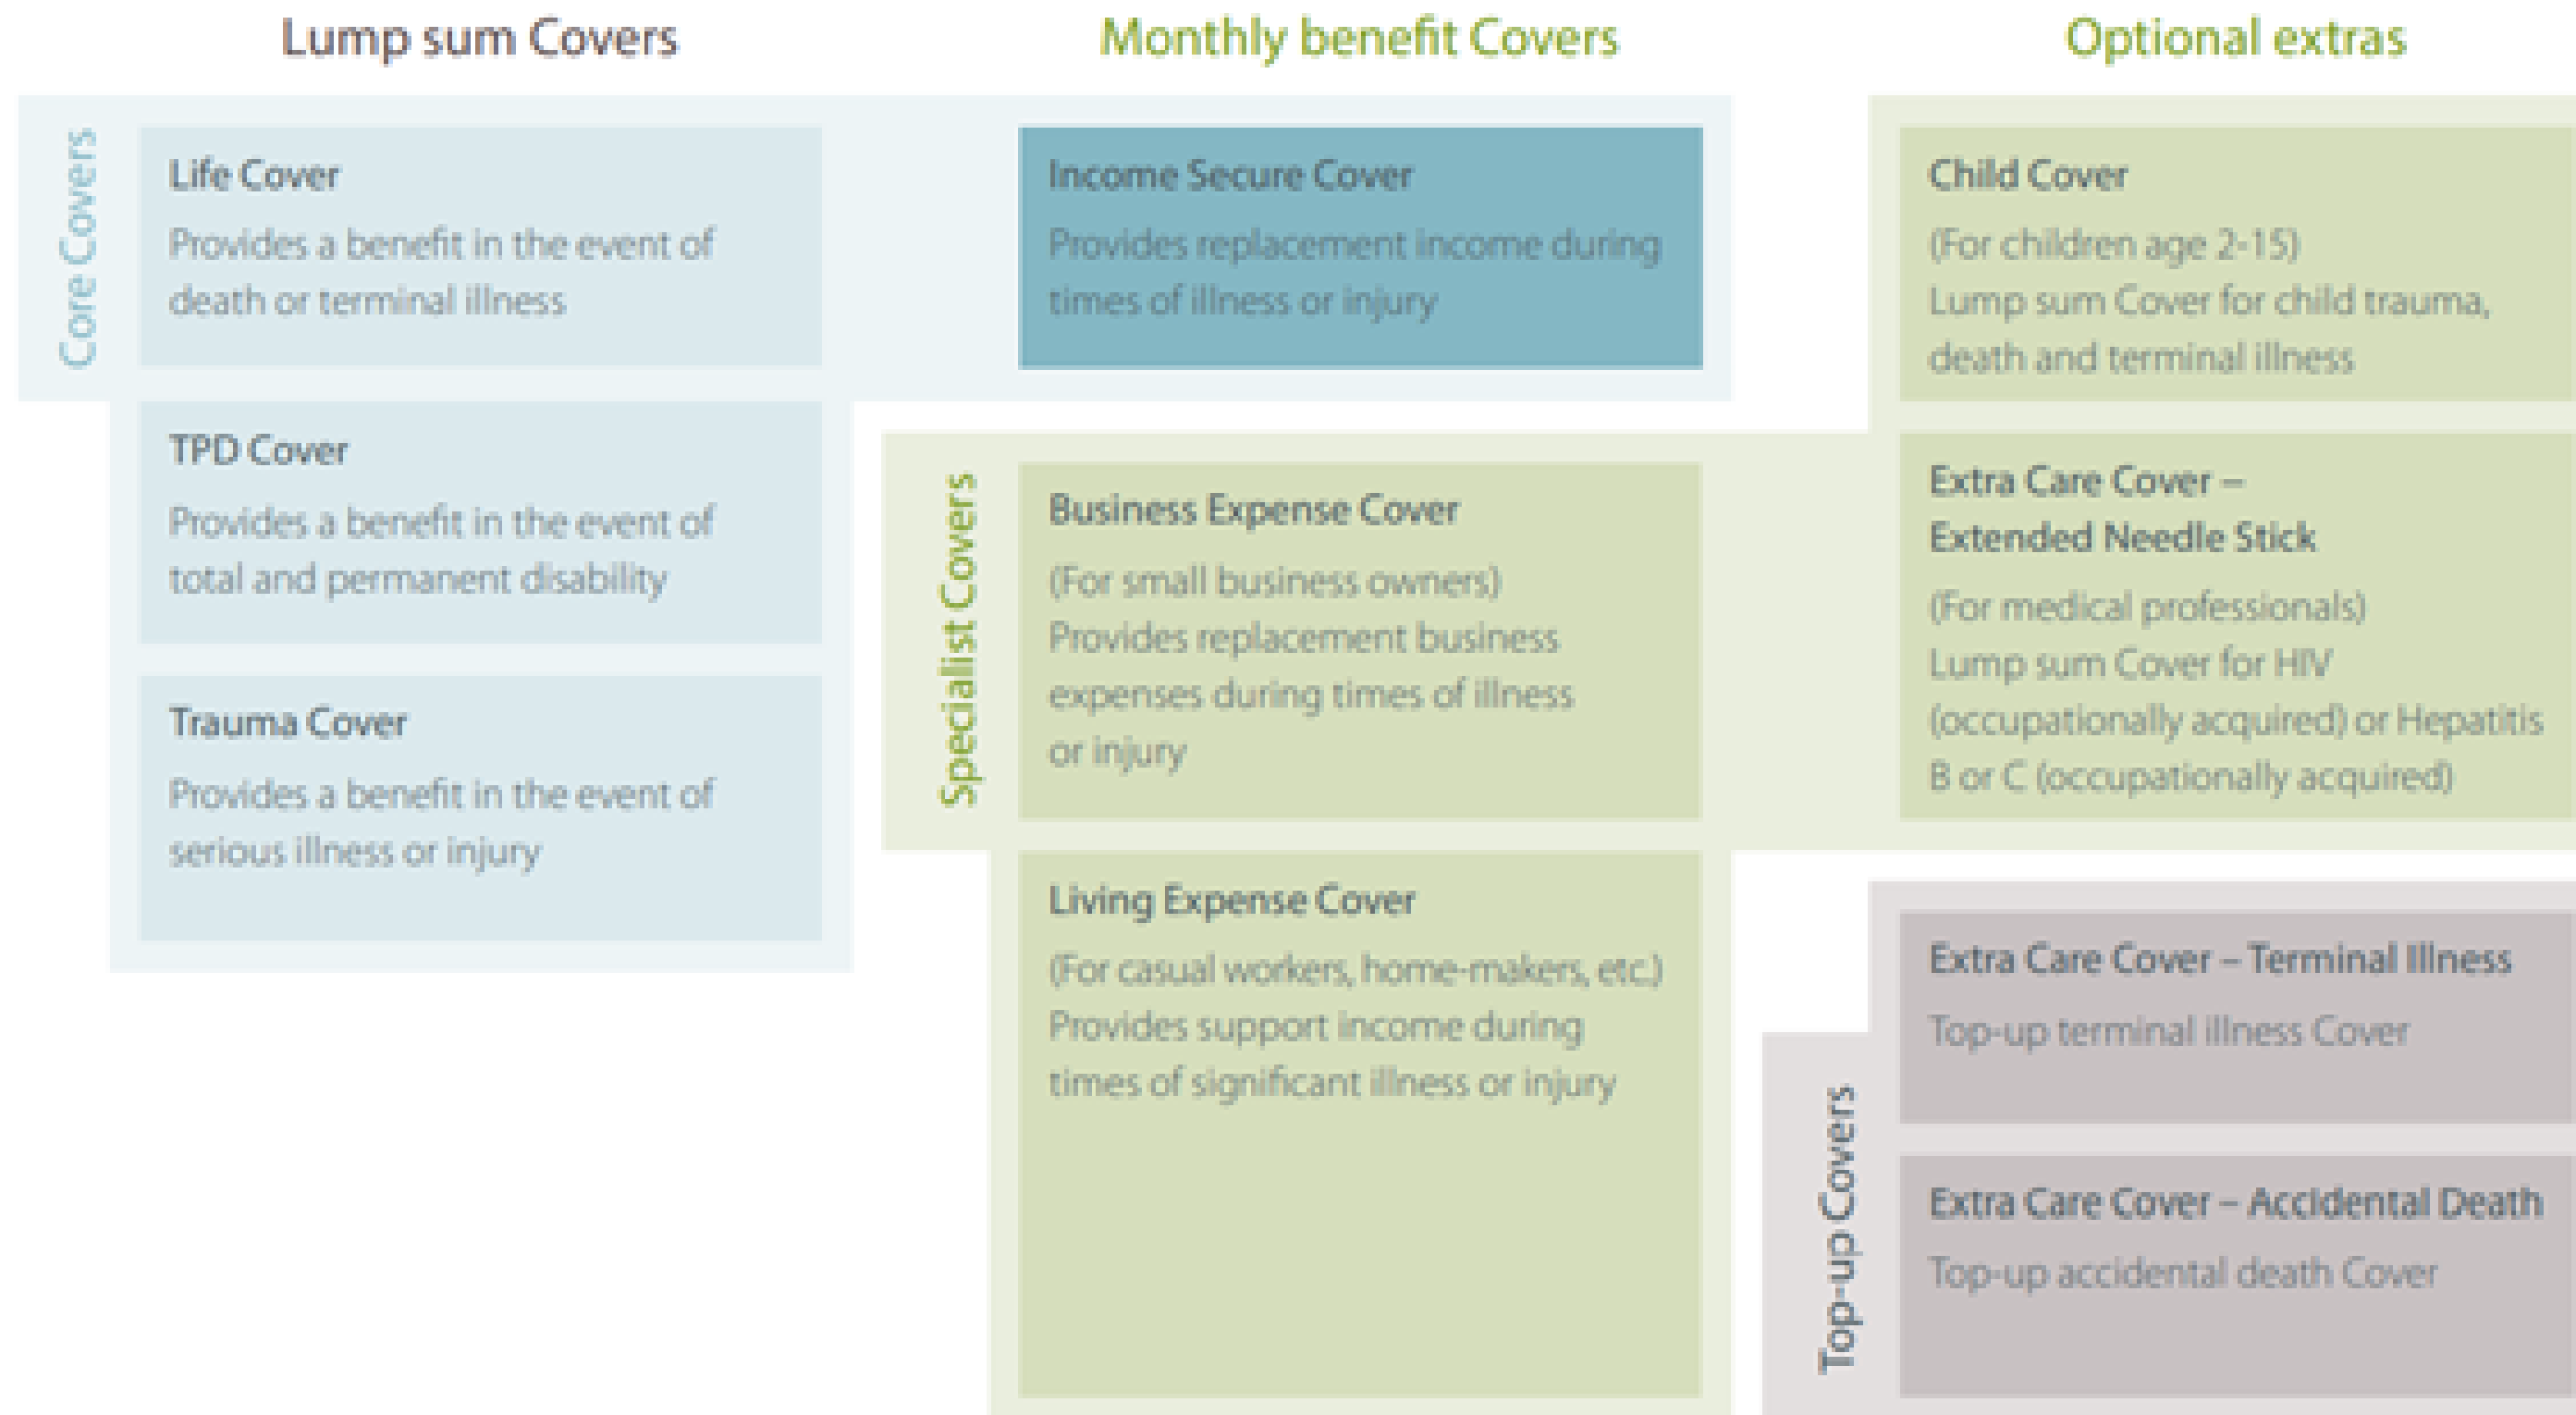 Lump sum Covers
Monthly benefit Covers
Optional extras
Core Covers
Life Cover
Provides a benefit in the event of
death or terminal illness
TPD Cover
Provides a benefit in the event of
total and permanent disability
Trauma Cover
Provides a benefit in the event of
serious illness or injury
Income Secure Cover
Provides replacement income during
times of illness or injury
Specialist Covers
Business Expense Cover
(For small business owners)
Provides replacement business
expenses during times of illness
or injury
Living Expense Cover
(For casual workers, home-makers, etc.)
Provides support income during
times of significant illness or injury
Child Cover
(For children age 2-15)
Lump sum Cover for child trauma,
death and terminal illness
Extra Care Cover –
Extended Needle Stick
(For medical professionals)
Lump sum Cover for HIV
(occupationally acquired) or Hepatitis
B or C (occupationally acquired)
Top-up Covers
Extra Care Cover – Terminal Illness
Top-up terminal illness Cover
Extra Care Cover – Accidental Death
Top-up accidental death Cover